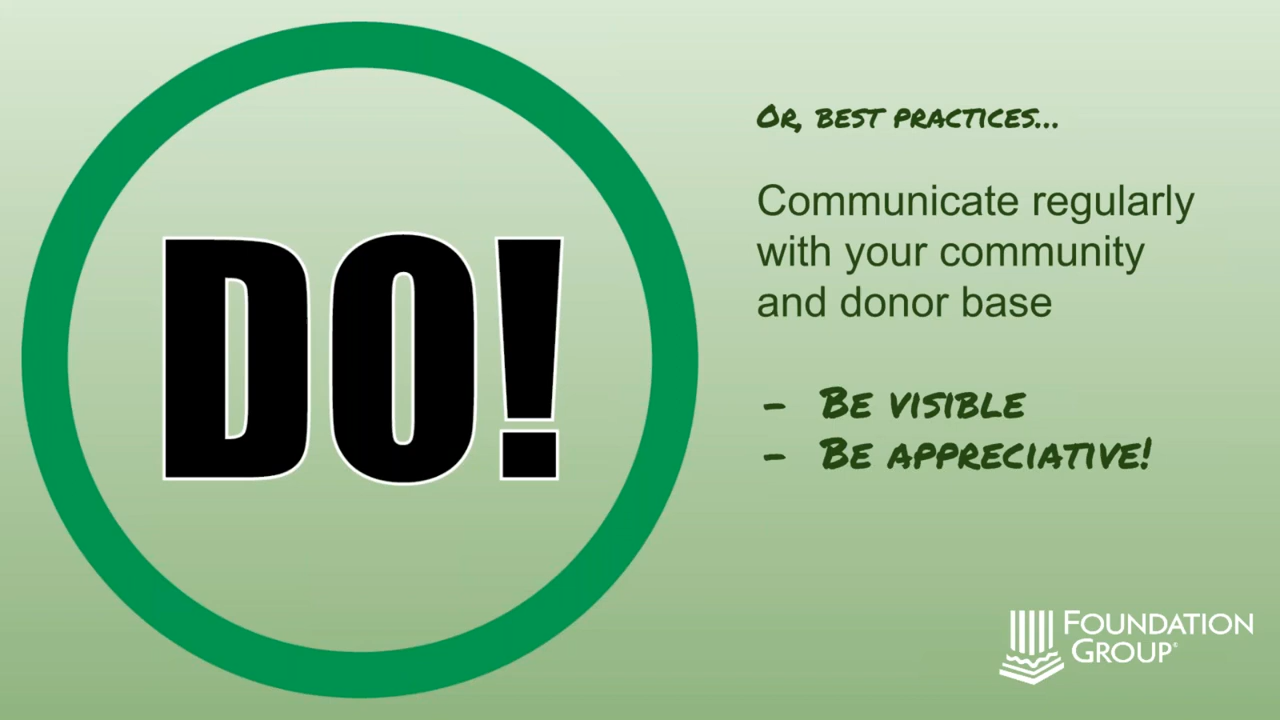 DO!
Or, best practices...
Communicate regularly
with your community
and donor base
- Be visible
- Be appreciative!
Foundation
Group®